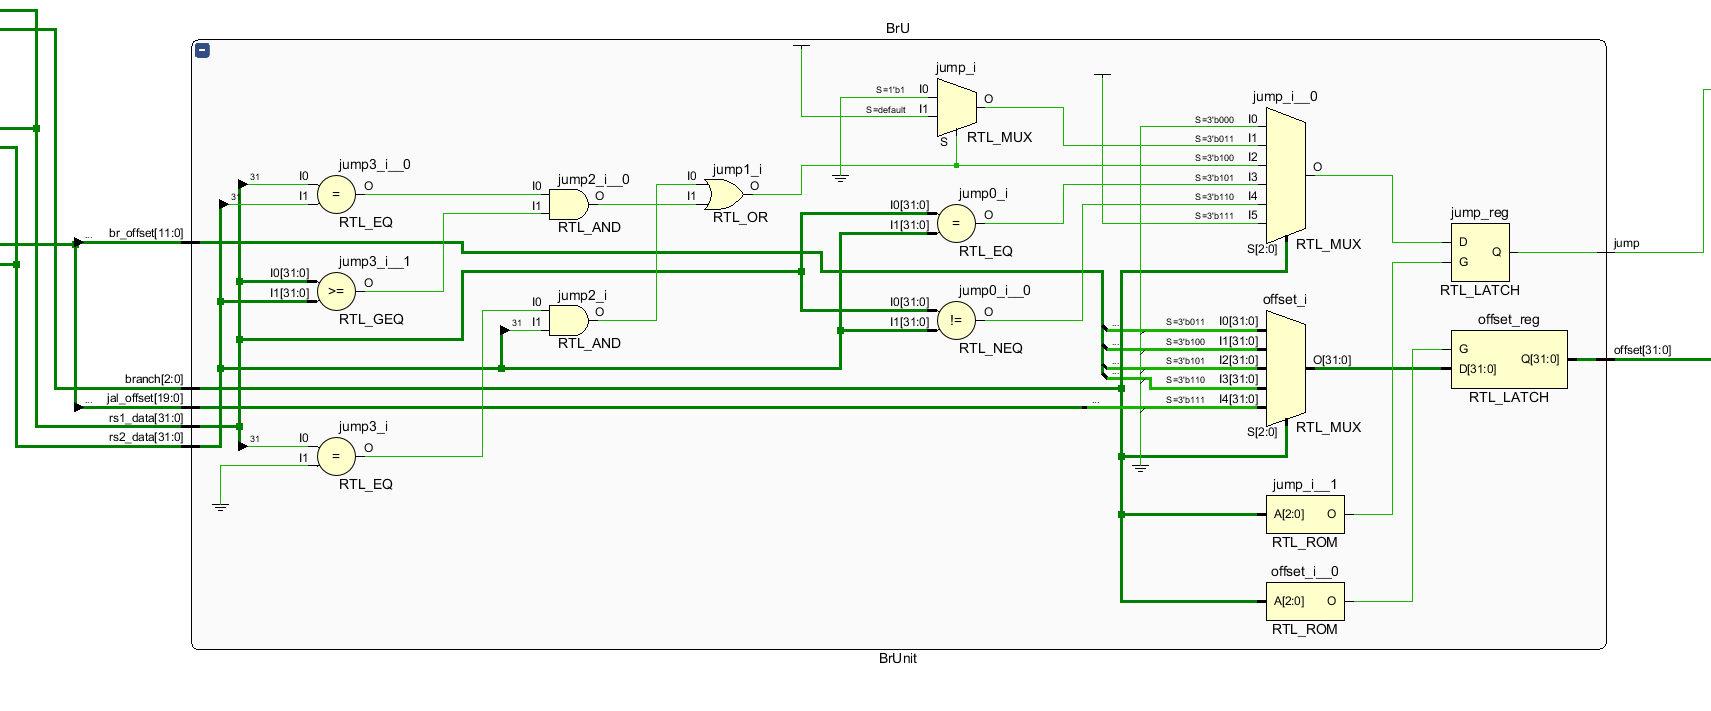 BrU
jump_i
S=1'b1 I0
S=default I1
O
S
RTL_MUX
jump_i__0
S=3'b000 I0
S=3'b011 I1
S=3'b100 I2
S=3'b101 I3
S=3'b110 I4
S=3'b111 I5
O
S[2:0]
RTL_MUX
jump3_i__0
31
I0
31
I1
=
O
RTL_EQ
jump2_i__0
I0
I1
O
RTL_AND
jump1_i
I0
I1
O
RTL_OR
jump0_i
I0[31:0]
I1[31:0]
=
O
RTL_EQ
... br_offset[11:0]
jump3_i__1
I0[31:0]
I1[31:0]
>=
O
RTL_GEQ
jump2_i
I0
31 I1
O
RTL_AND
jump0_i__0
I0[31:0]
I1[31:0]
!=
O
RTL_NEQ
jump_reg
D
G
Q
RTL_LATCH
jump
offset_i
... S=3'b011 I0[31:0]
... S=3'b100 I1[31:0]
... S=3'b101 I2[31:0]
... S=3'b110 I3[31:0]
... S=3'b111 I4[31:0]
O[31:0]
S[2:0]
RTL_MUX
offset_reg
G
D[31:0]
Q[31:0]
RTL_LATCH
offset[31:0]
branch[2:0]
... jal_offset[19:0]
rs1_data[31:0]
rs2_data[31:0]
jump3_i
31
I0
I1
=
O
RTL_EQ
jump_i__1
A[2:0] O
RTL_ROM
offset_i__0
A[2:0] O
RTL_ROM
BrUnit